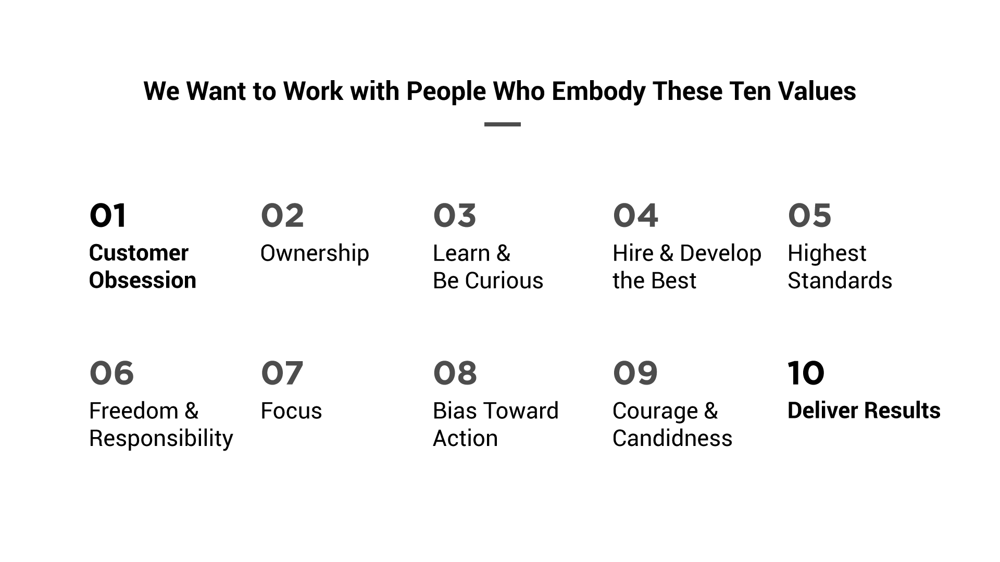 We Want to Work with People Who Embody These Ten Values
01
Customer
Obsession
02
Ownership
03
Learn &
Be Curious
04
Hire & Develop
the Best
05
Highest
Standards
06
Freedom &
Responsibility
07
Focus
08
Bias Toward
Action
09
Courage &
Candidness
10
Deliver Results